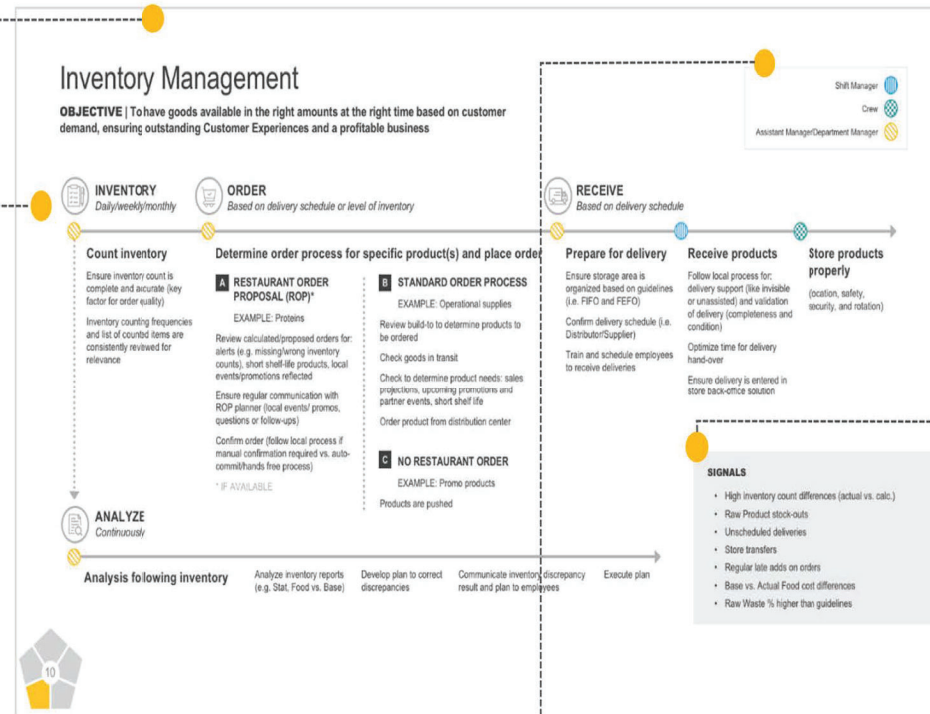 Inventory Management
OBJECTIVE | To have goods available in the right amounts at the right time based on customer
demand, ensuring outstanding Customer Experiences and a profitable business
Shift Manager
Crew
Assistant Manager/Department Manager
INVENTORY
Daily/weekly/monthly
ORDER
Based on delivery schedule or level of inventory
RECEIVE
Based on delivery schedule
Count inventory
Ensure inventory count is
complete and accurate (key
factor for order quality)
Inventory counting frequencies
and list of counted items are
consistently reviewed for
relevance
Determine order process for specific product(s) and place order
A RESTAURANT ORDER
PROPOSAL (ROP)*
EXAMPLE: Proteins
Review calculated/proposed orders for:
alerts (e.g. missing/wrong inventory
counts), short shelf-life products, local
events/promotions reflected
Ensure regular communication with
ROP planner (local events/ promos,
questions or follow-ups)
Confirm order (follow local process if
manual confirmation required vs. auto-
commit/hands free process)
* IF AVAILABLE
B STANDARD ORDER PROCESS
EXAMPLE: Operational supplies
Review build-to to determine products to
be ordered
Check goods in transit
Check to determine product needs: sales
projections, upcoming promotions and
partner events, short shelf life
Order product from distribution center
C NO RESTAURANT ORDER
EXAMPLE: Promo products
Products are pushed
Prepare for delivery
Ensure storage area is
organized based on guidelines
(i.e. FIFO and FEFO)
Confirm delivery schedule (i.e.
Distributor/Supplier)
Train and schedule employees
to receive deliveries
Receive products
Follow local process for:
delivery support (like invisible
or unassisted) and validation
of delivery (completeness and
condition)
Optimize time for delivery
hand-over
Ensure delivery is entered in
store back-office solution
Store products
properly
(ocation, safety,
security, and rotation)
ANALYZE
Continuously
Analysis following inventory
Analyze inventory reports
(e.g. Stat, Food vs. Base)
Develop plan to correct
discrepancies
Communicate inventory discrepancy
result and plan to employees
Execute plan
SIGNALS
• High inventory count differences (actual vs. calc.)
• Raw Product stock-outs
• Unscheduled deliveries
• Store transfers
• Regular late adds on orders
• Base vs. Actual Food cost differences
• Raw Waste % higher than guidelines
10